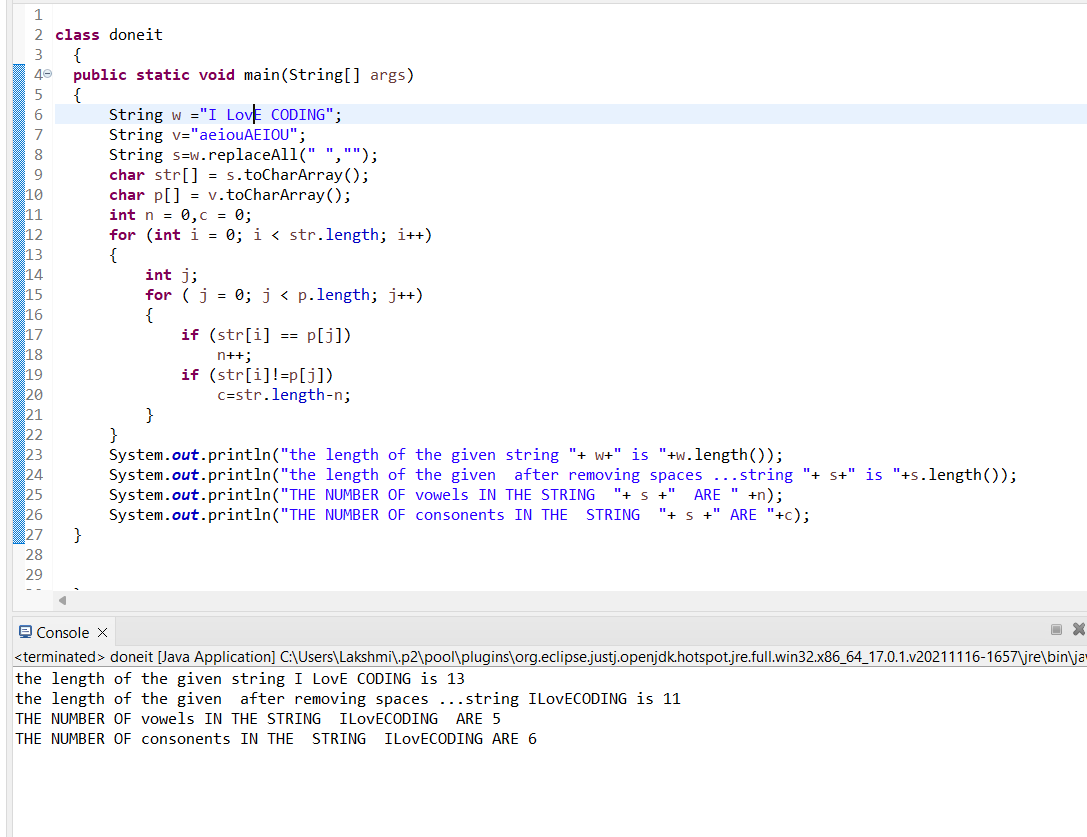 1
2 class doneit
3 {
4 public static void main(String[] args)
5 {
6 String w ="I LovE CODING";
7 String v="aeiouAEIOU";
8 String s=w.replaceAll(" ","");
9 char str[] = s.toCharArray();
10 char p[] = v.toCharArray();
11 int n = 0,c = 0;
12 for (int i = 0; i < str.length; i++)
13 {
14 int j;
15 for ( j = 0; j < p.length; j++)
16 {
17 if (str[i] == p[j])
18 n++;
19 if (str[i]!=p[j])
20 c=str.length-n;
21 }
22 }
23 System.out.println("the length of the given string "+ w+" is "+w.length());
24 System.out.println("the length of the given  after removing spaces ...string "+ s+" is "+s.length());
25 System.out.println("THE NUMBER OF vowels IN THE STRING  "+ s +"  ARE " +n);
26 System.out.println("THE NUMBER OF consonents IN THE  STRING  "+ s +" ARE "+c);
27 }
28
29
Console
<terminated> doneit [Java Application] C:\Users\Lakshmi\.p2\pool\plugins\org.eclipse.justj.openjdk.hotspot.jre.full.win32.x86_64_17.0.1.v20211116-1657\jre\bin\ja
the length of the given string I LovE CODING is 13
the length of the given  after removing spaces ...string ILovECODING is 11
THE NUMBER OF vowels IN THE STRING  ILovECODING  ARE 5
THE NUMBER OF consonents IN THE  STRING  ILovECODING ARE 6